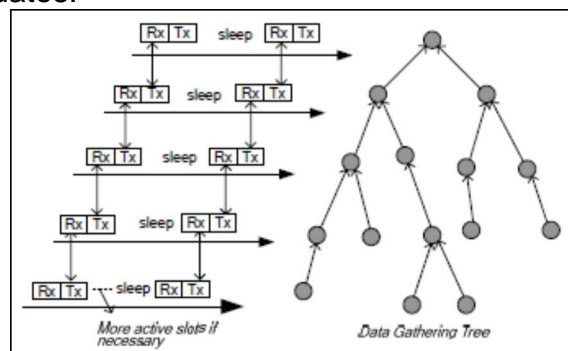 Rx Tx sleep Rx Tx
Rx Tx sleep Rx Tx
Rx Tx sleep Rx Tx
Rx Tx sleep Rx Tx
Rx Tx sleep Rx Tx
More active slots if
necessary
Data Gathering Tree